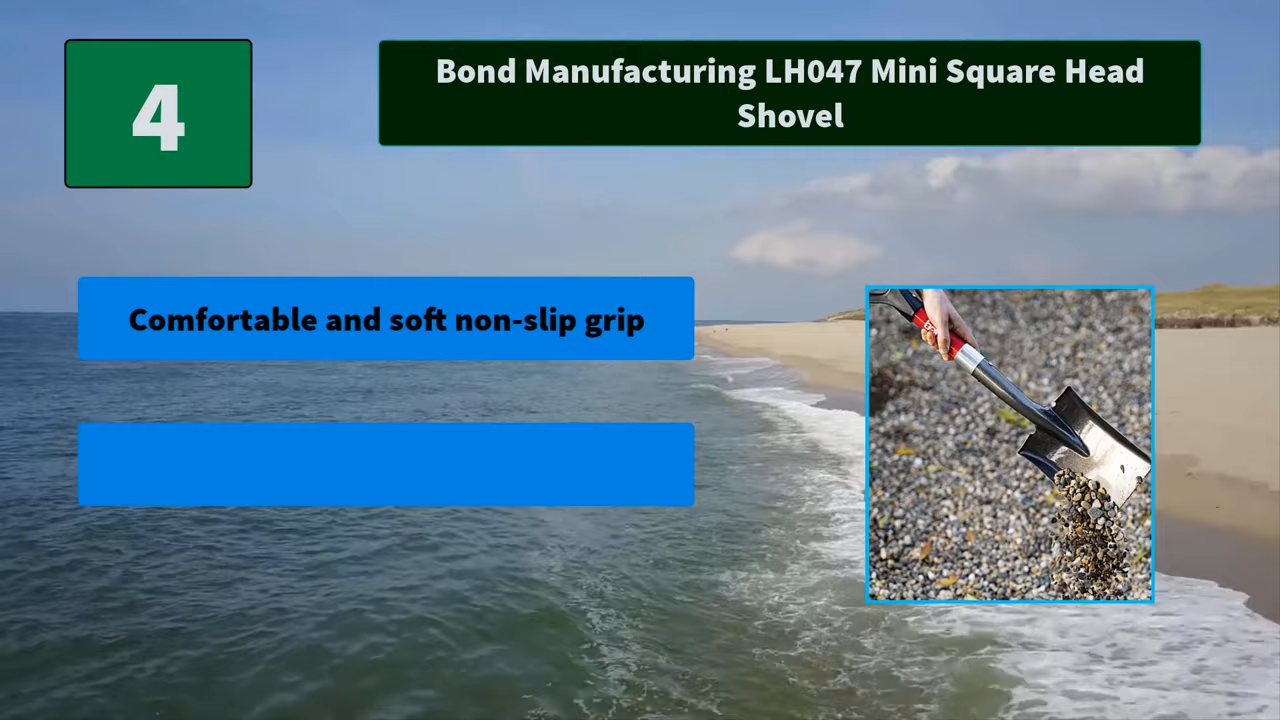 4
Bond Manufacturing LH047 Mini Square Head
Shovel
Comfortable and soft non-slip grip